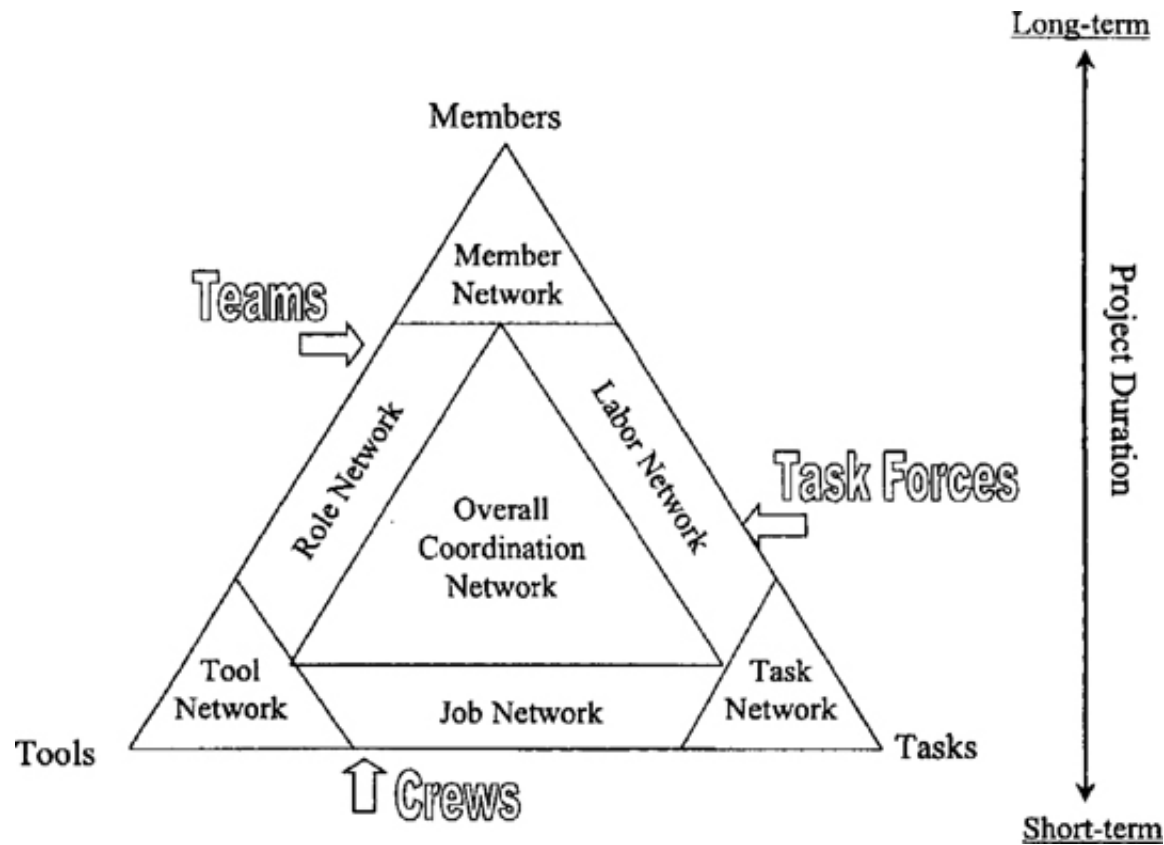 Long-term
Members
Member
Network
Teams
Project Duration
Role Network
Labor Network
Task Forces
Overall
Coordination
Network
Tool
Network
Task
Network
Job Network
Tools
Tasks
Crews
Short-term